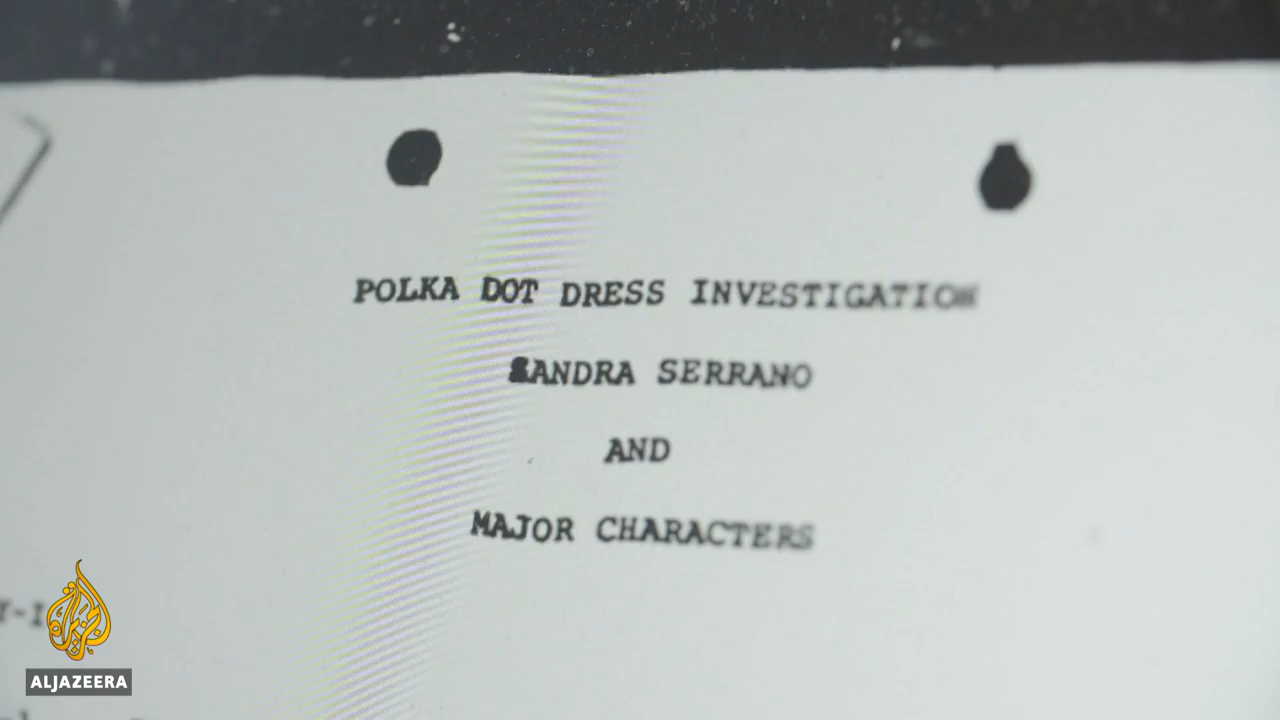 POLKA DOT DRESS INVESTIGATION
SANDRA SERRANO
AND
MAJOR CHARACTERS
ALJAZEERA